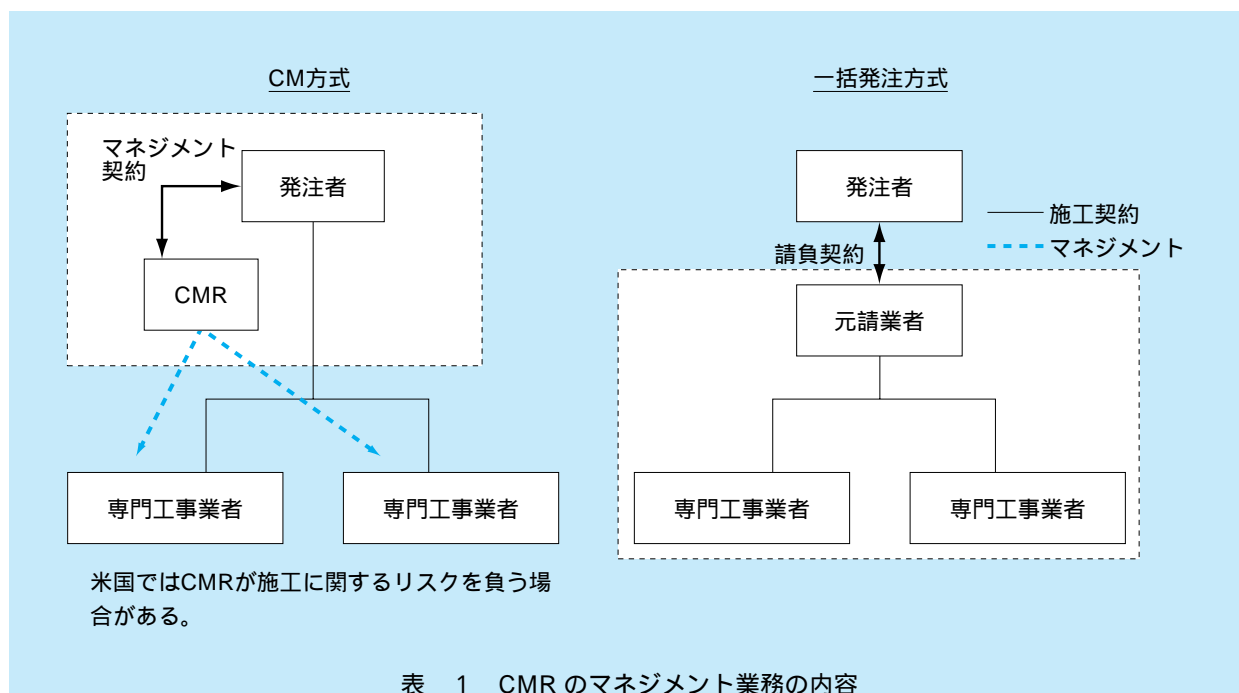 CM方式
マネジメント
契約
発注者
CMR
専門工事業者
専門工事業者
米国ではCMRが施工に関するリスクを負う場
合がある。
一括発注方式
発注者
請負契約
施工契約
マネジメント
元請業者
専門工事業者
専門工事業者
表 1 CMR のマネジメント業務の内容